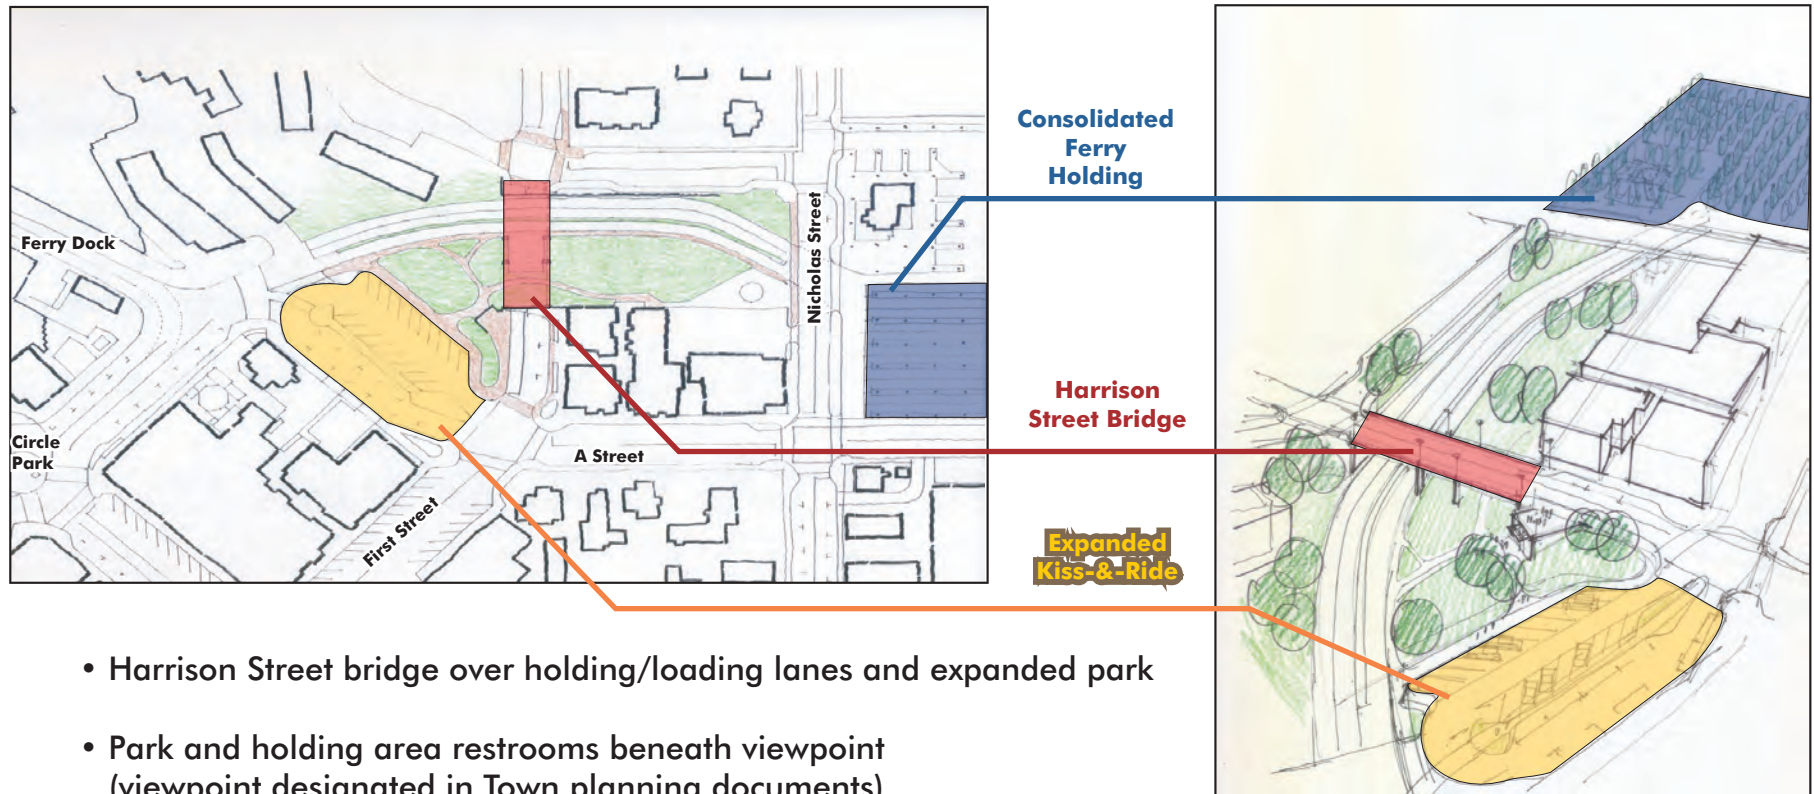 Ferry Dock
Circle
Park
First Street
A Street
Nicholas Street
Consolidated
Ferry
Holding
Harrison
Street Bridge
Expanded
Kiss-&-Ride
• Harrison Street bridge over holding/loading lanes and expanded park
• Park and holding area restrooms beneath viewpoint
(viewpoint designated in Town planning documents)